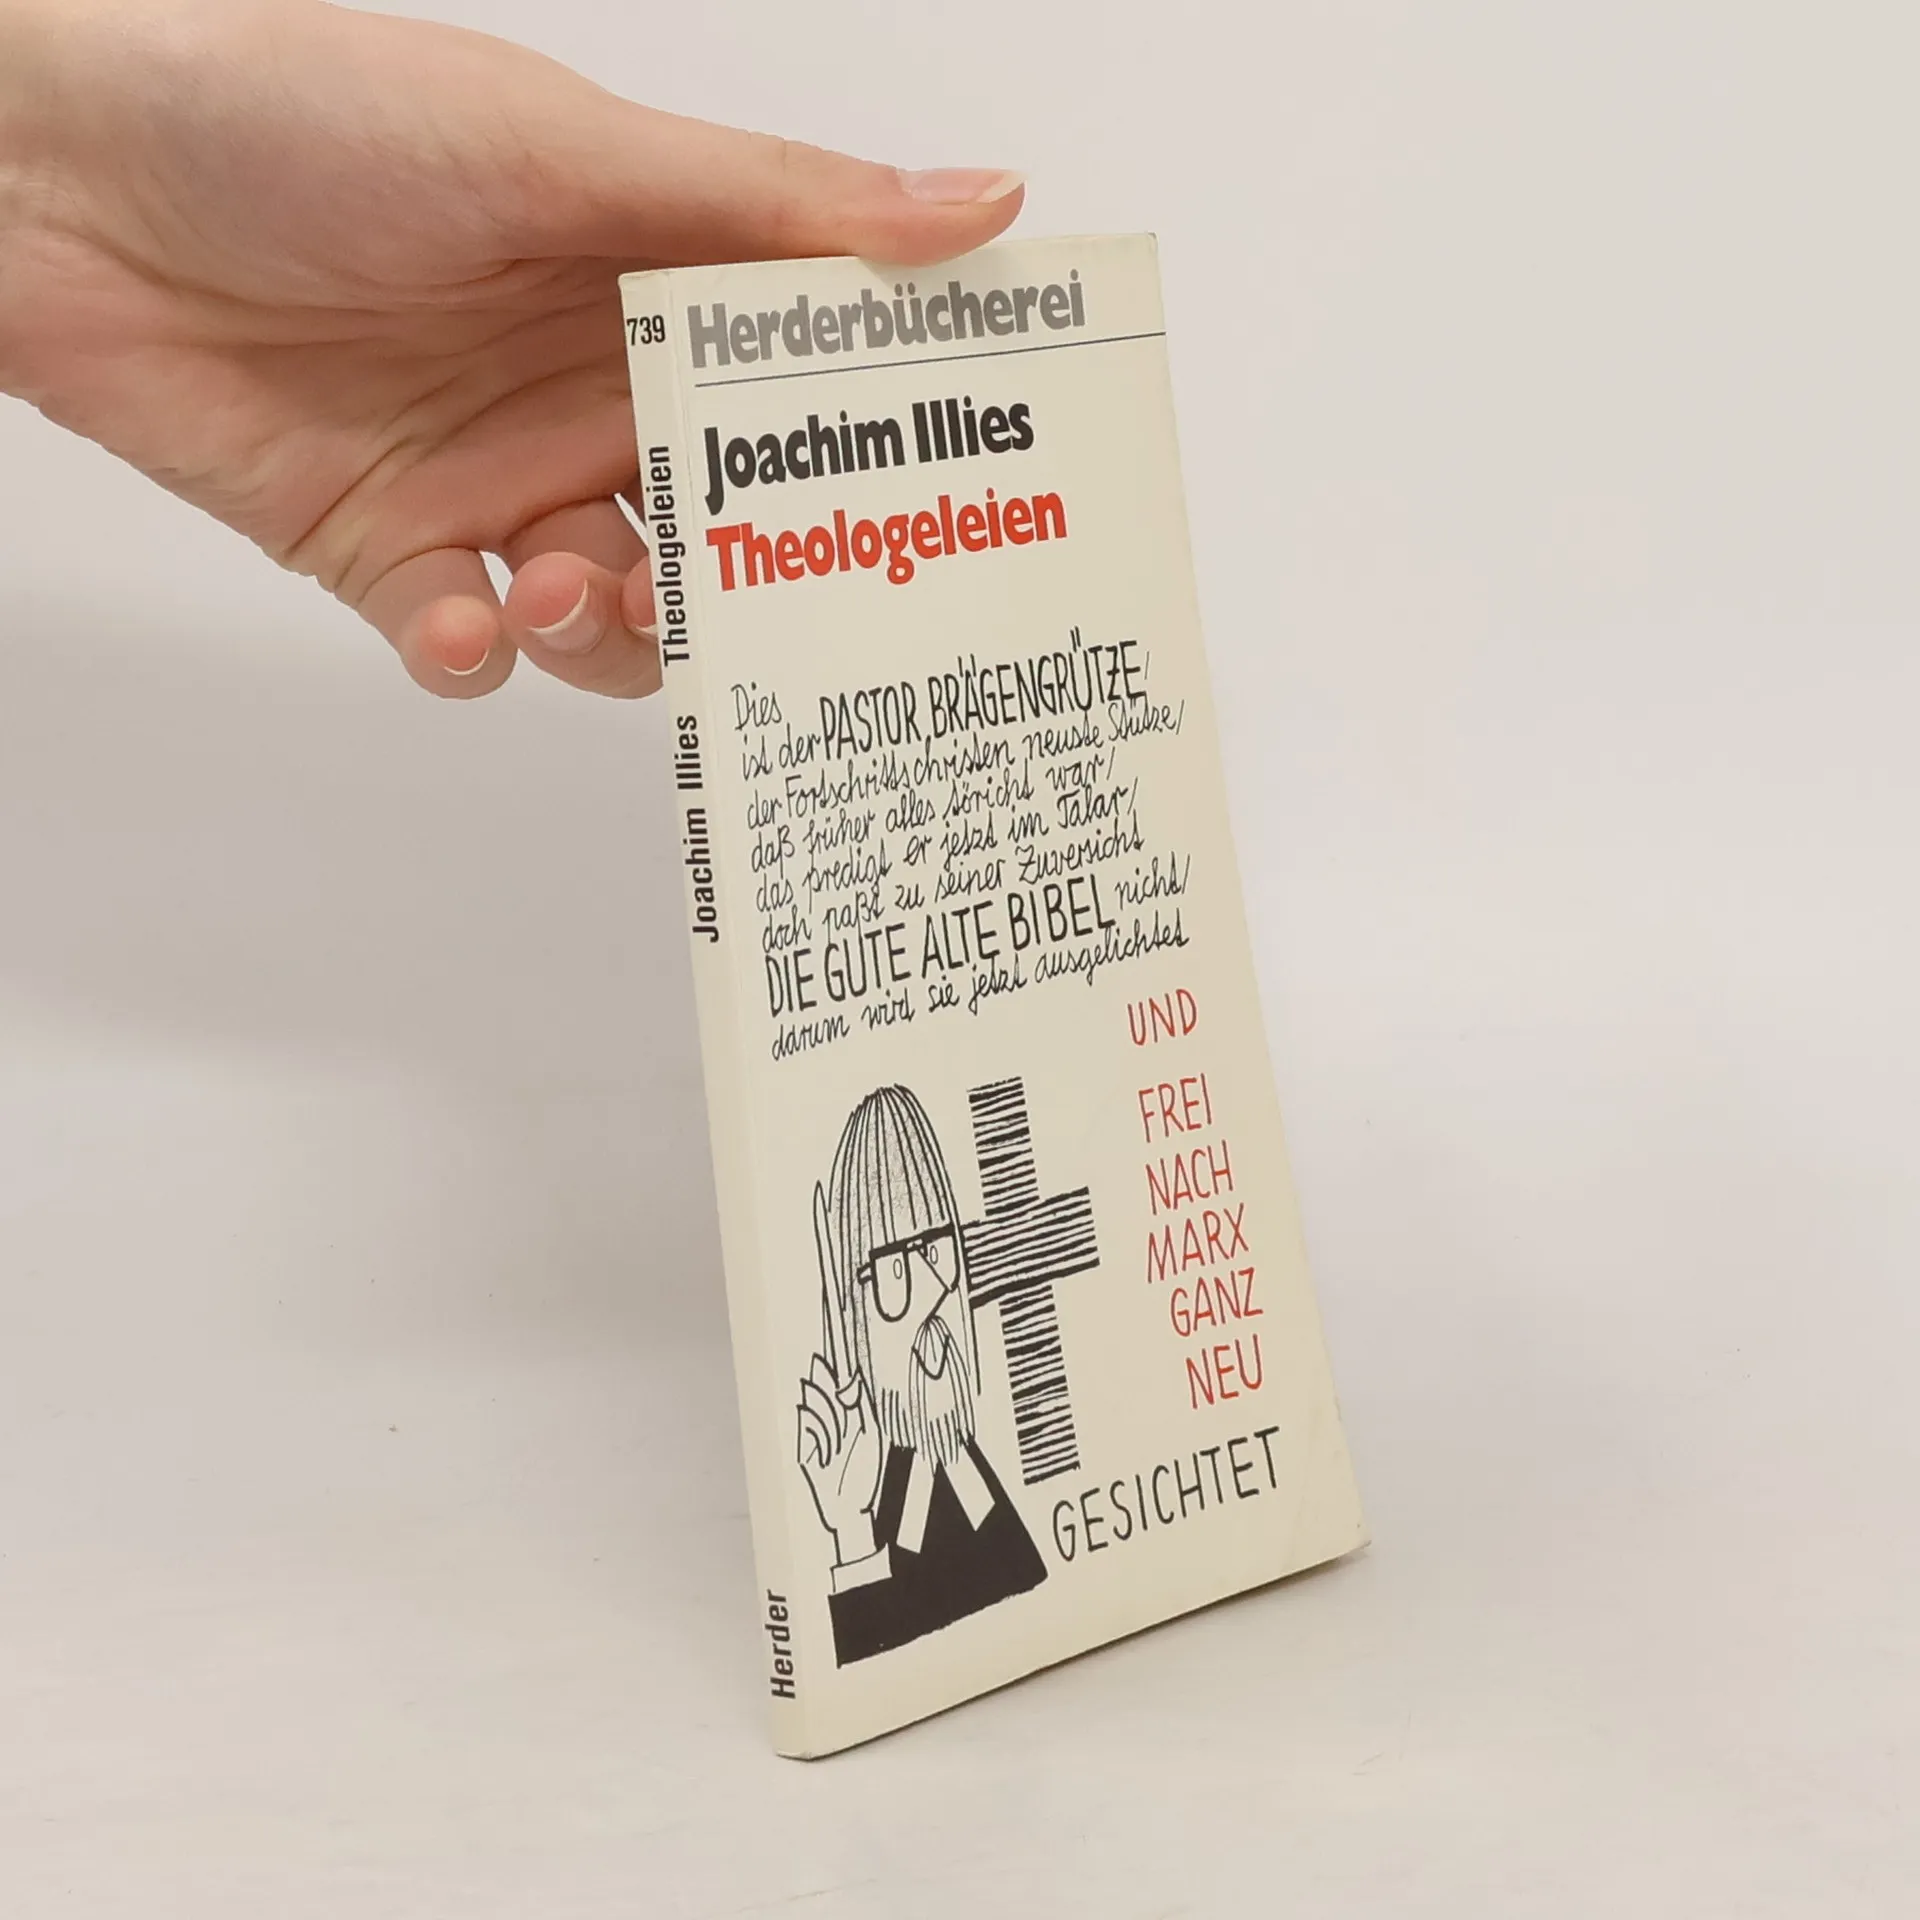 739
Herderbücherei
Joachim Illies
Theologeleien
Dies
ist der PASTOR BRÄGENGRÜTZE/
der Fortschrittschristen neuste Stütze/
daß früher alles töricht war/
das predigt er jetzt im Talar/
doch paßt zu seiner Zuversicht
DIE GUTE ALTE BIBEL nicht/
darum wird sie jetzt ausgelichtet
UND
FREI
NACH
MARX
GANZ
NEU
GESICHTET
Joachim Illies Theologeleien
Herder